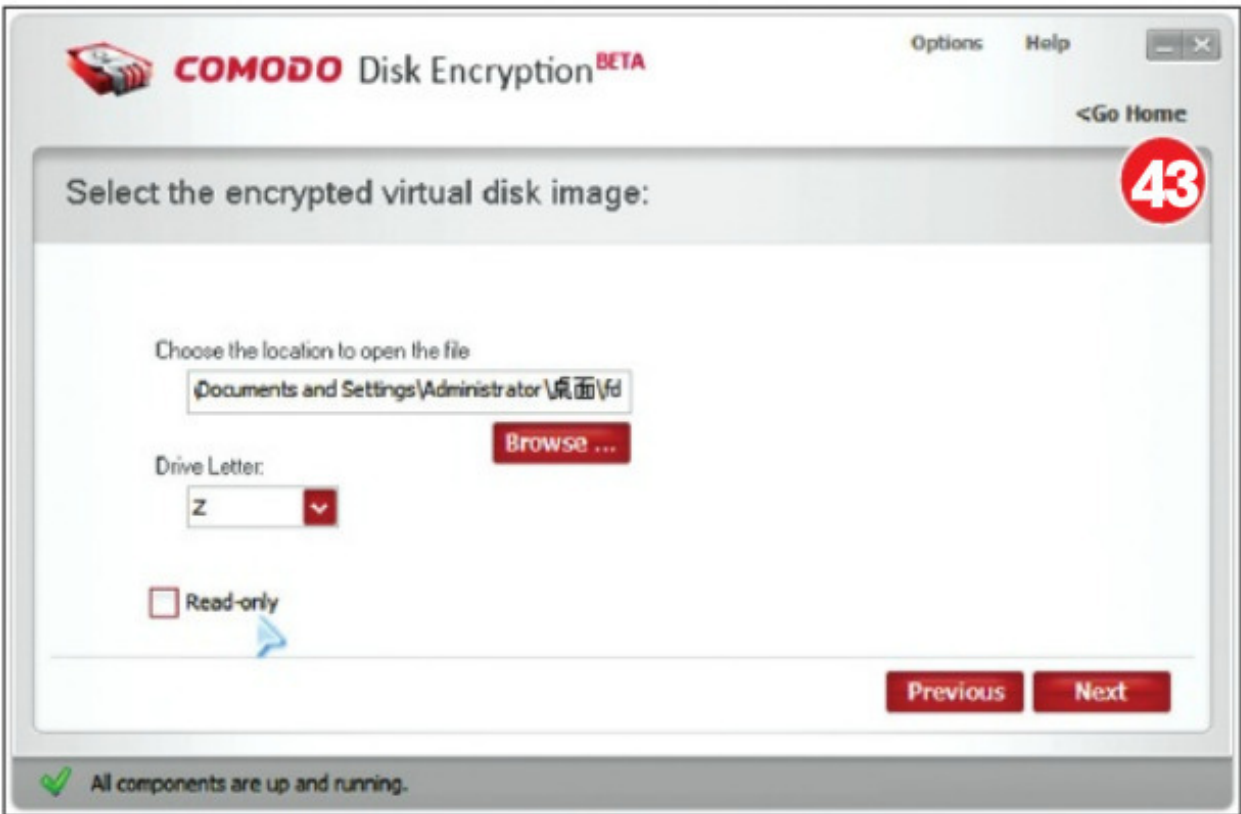 COMODO Disk Encryption BETA
Options Help
<Go Home
43
Select the encrypted virtual disk image:
Choose the location to open the file
\Documents and Settings\Administrator\桌面\fd
Browse ...
Drive Letter:
Z
Read-only
Previous Next
All components are up and running.